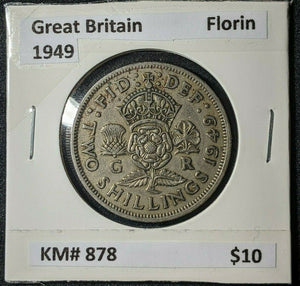 Great Britain Florin
1949
· FID · DEF · 1949 ·
TWO SHILLINGS
G R
KM# 878 $10